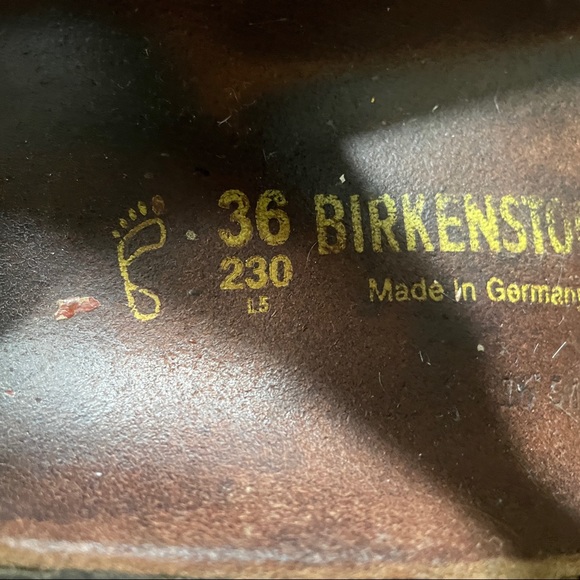 36 BIRKENSTO
230
Made in German
L5